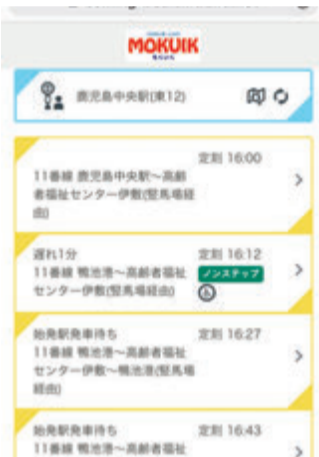 MOKUIK
もくいく
鹿児島中央駅(東12)
定刻 16:00
11番線 鹿児島中央駅~高齢
者福祉センター伊敷(竪馬場経
由)
遅れ1分
定刻 16:12
11番線 鴨池港~高齢者福祉
センター伊敷(竪馬場経由)
ノンステップ
始発駅発車待ち
定刻 16:27
11番線 鴨池港~高齢者福祉
センター伊敷~鴨池港(竪馬場
経由)
始発駅発車待ち
定刻 16:43
11番線 鴨池港~高齢者福祉